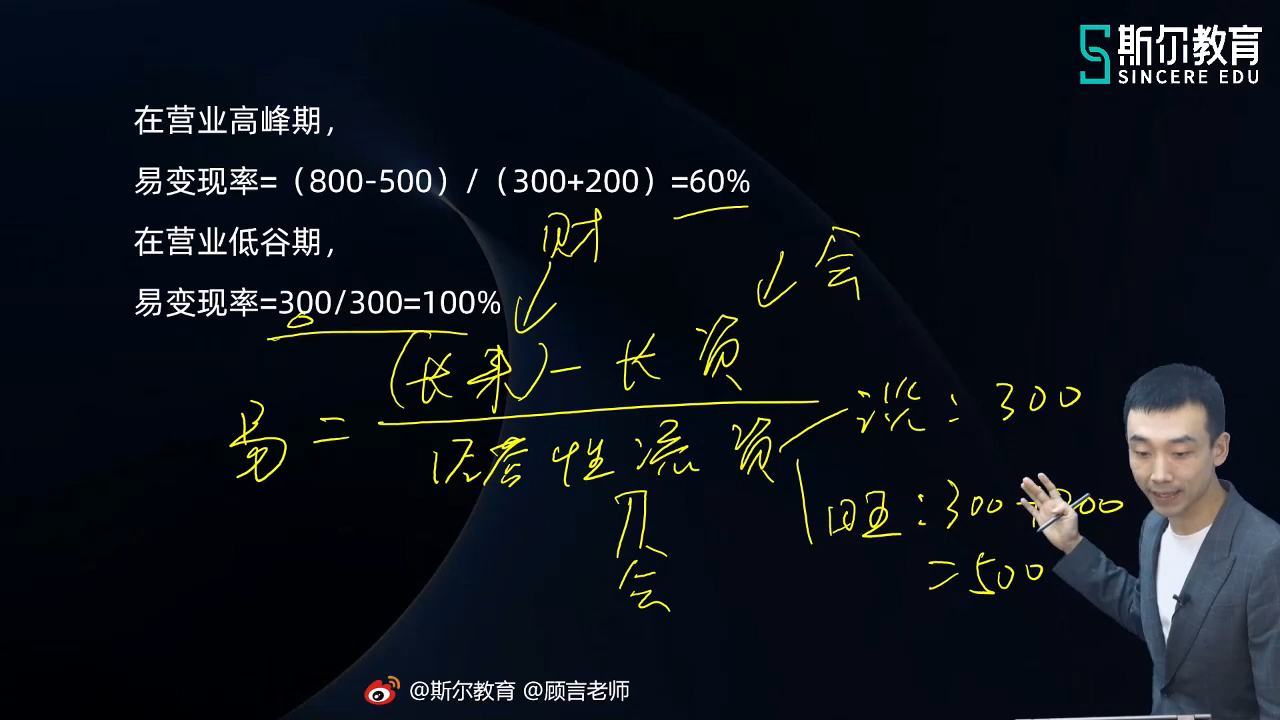 斯尔教育
SINCERE EDU
在营业高峰期，
易变现率=（800-500）/（300+200）=60%
在营业低谷期，
易变现率=300/300=100%
财
会
(长来)-长资
易=
经营性流资
淡：300
旺：300+200
=500
会
@斯尔教育 @顾言老师